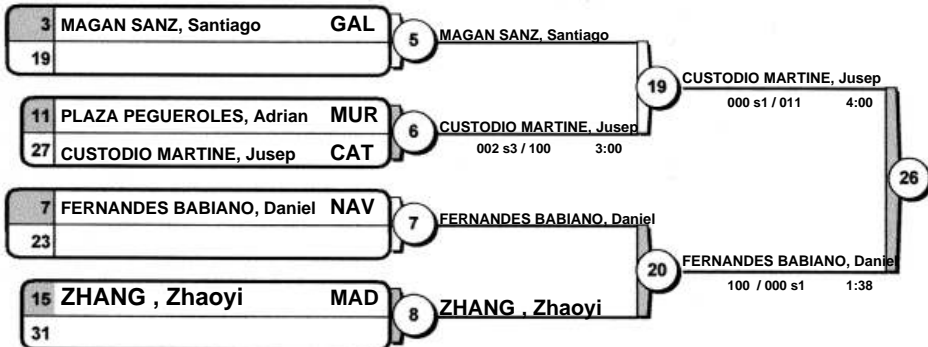 3 MAGAN SANZ, Santiago GAL
19
5 MAGAN SANZ, Santiago
11 PLAZA PEGUEROLES, Adrian MUR
27 CUSTODIO MARTINE, Jusep CAT
6 CUSTODIO MARTINE, Jusep
002 s3 / 100 3:00
19 CUSTODIO MARTINE, Jusep
000 s1 / 011 4:00
7 FERNANDES BABIANO, Daniel NAV
23
7 FERNANDES BABIANO, Daniel
15 ZHANG , Zhaoyi MAD
31
8 ZHANG , Zhaoyi
20 FERNANDES BABIANO, Daniel
100 / 000 s1 1:38
26